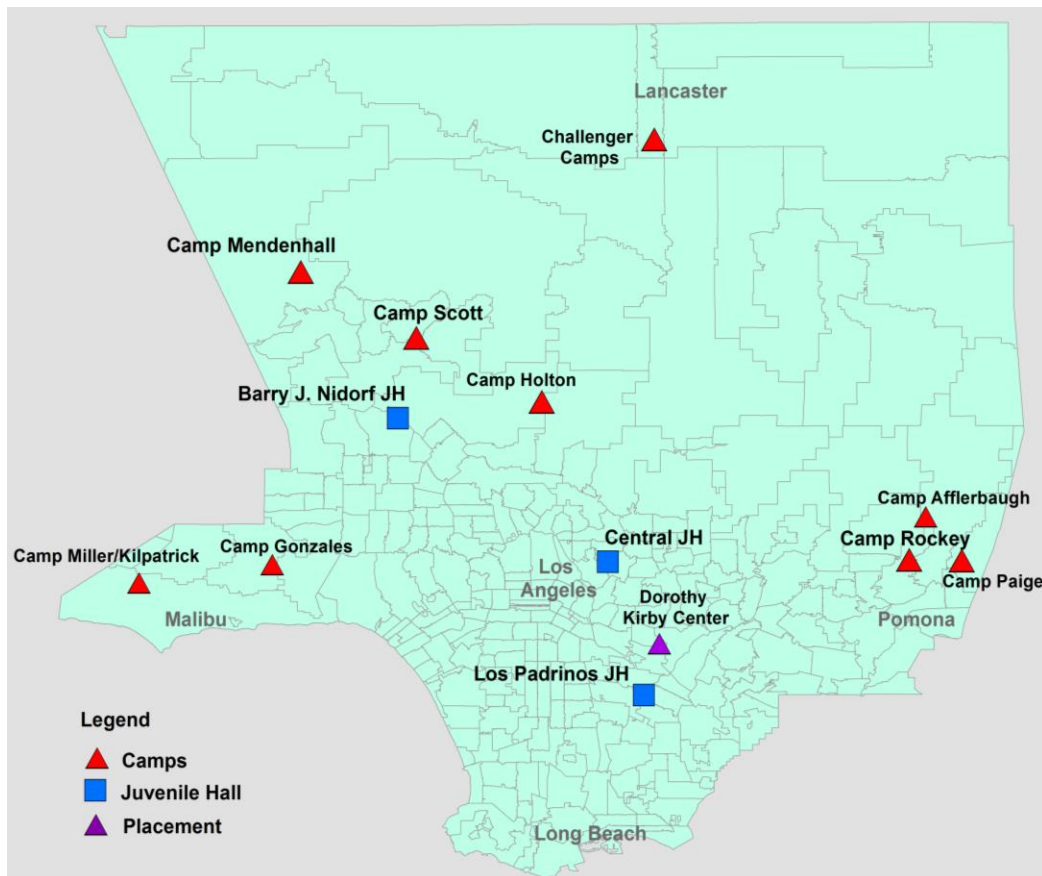 Lancaster
Challenger
Camps
Camp Mendenhall
Camp Scott
Camp Holton
Barry J. Nidorf JH
Camp Afflerbaugh
Camp Rockey
Camp Paige
Central JH
Camp Gonzales
Camp Miller/Kilpatrick
Los
Angeles
Dorothy
Kirby Center
Malibu
Pomona
Los Padrinos JH
Legend
Camps
Juvenile Hall
Placement
Long Beach